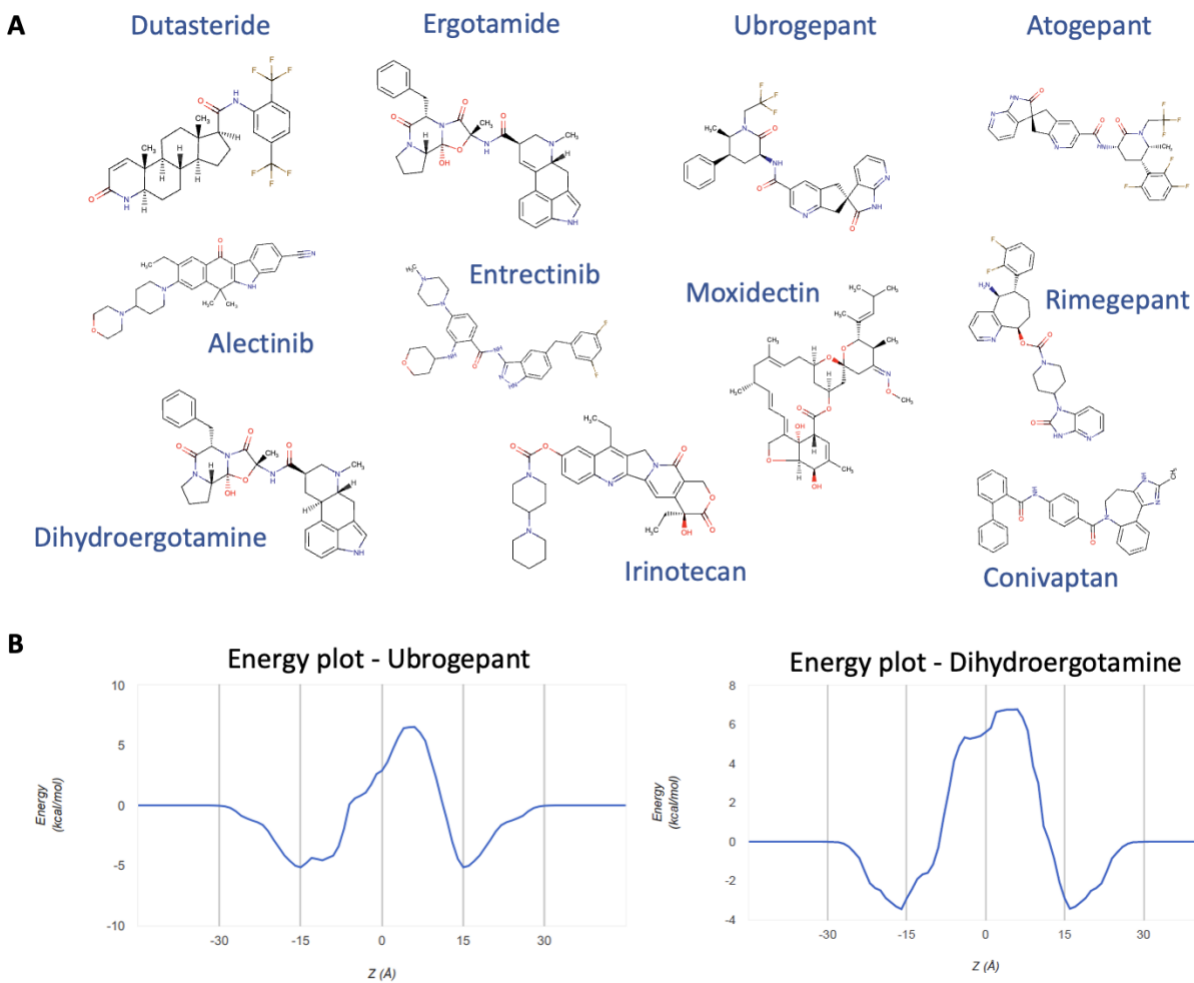 A
Dutasteride
Ergotamide
Ubrogepant
Atogepant
Alectinib
Entrectinib
Moxidectin
Rimegepant
Dihydroergotamine
Irinotecan
Conivaptan
B
Energy plot - Ubrogepant
Energy (kcal/mol)
10
5
0
-5
-10
-30
-15
0
15
30
Z (Å)
Energy plot - Dihydroergotamine
Energy (kcal/mol)
8
6
4
2
0
-2
-4
-30
-15
0
15
30
Z (Å)